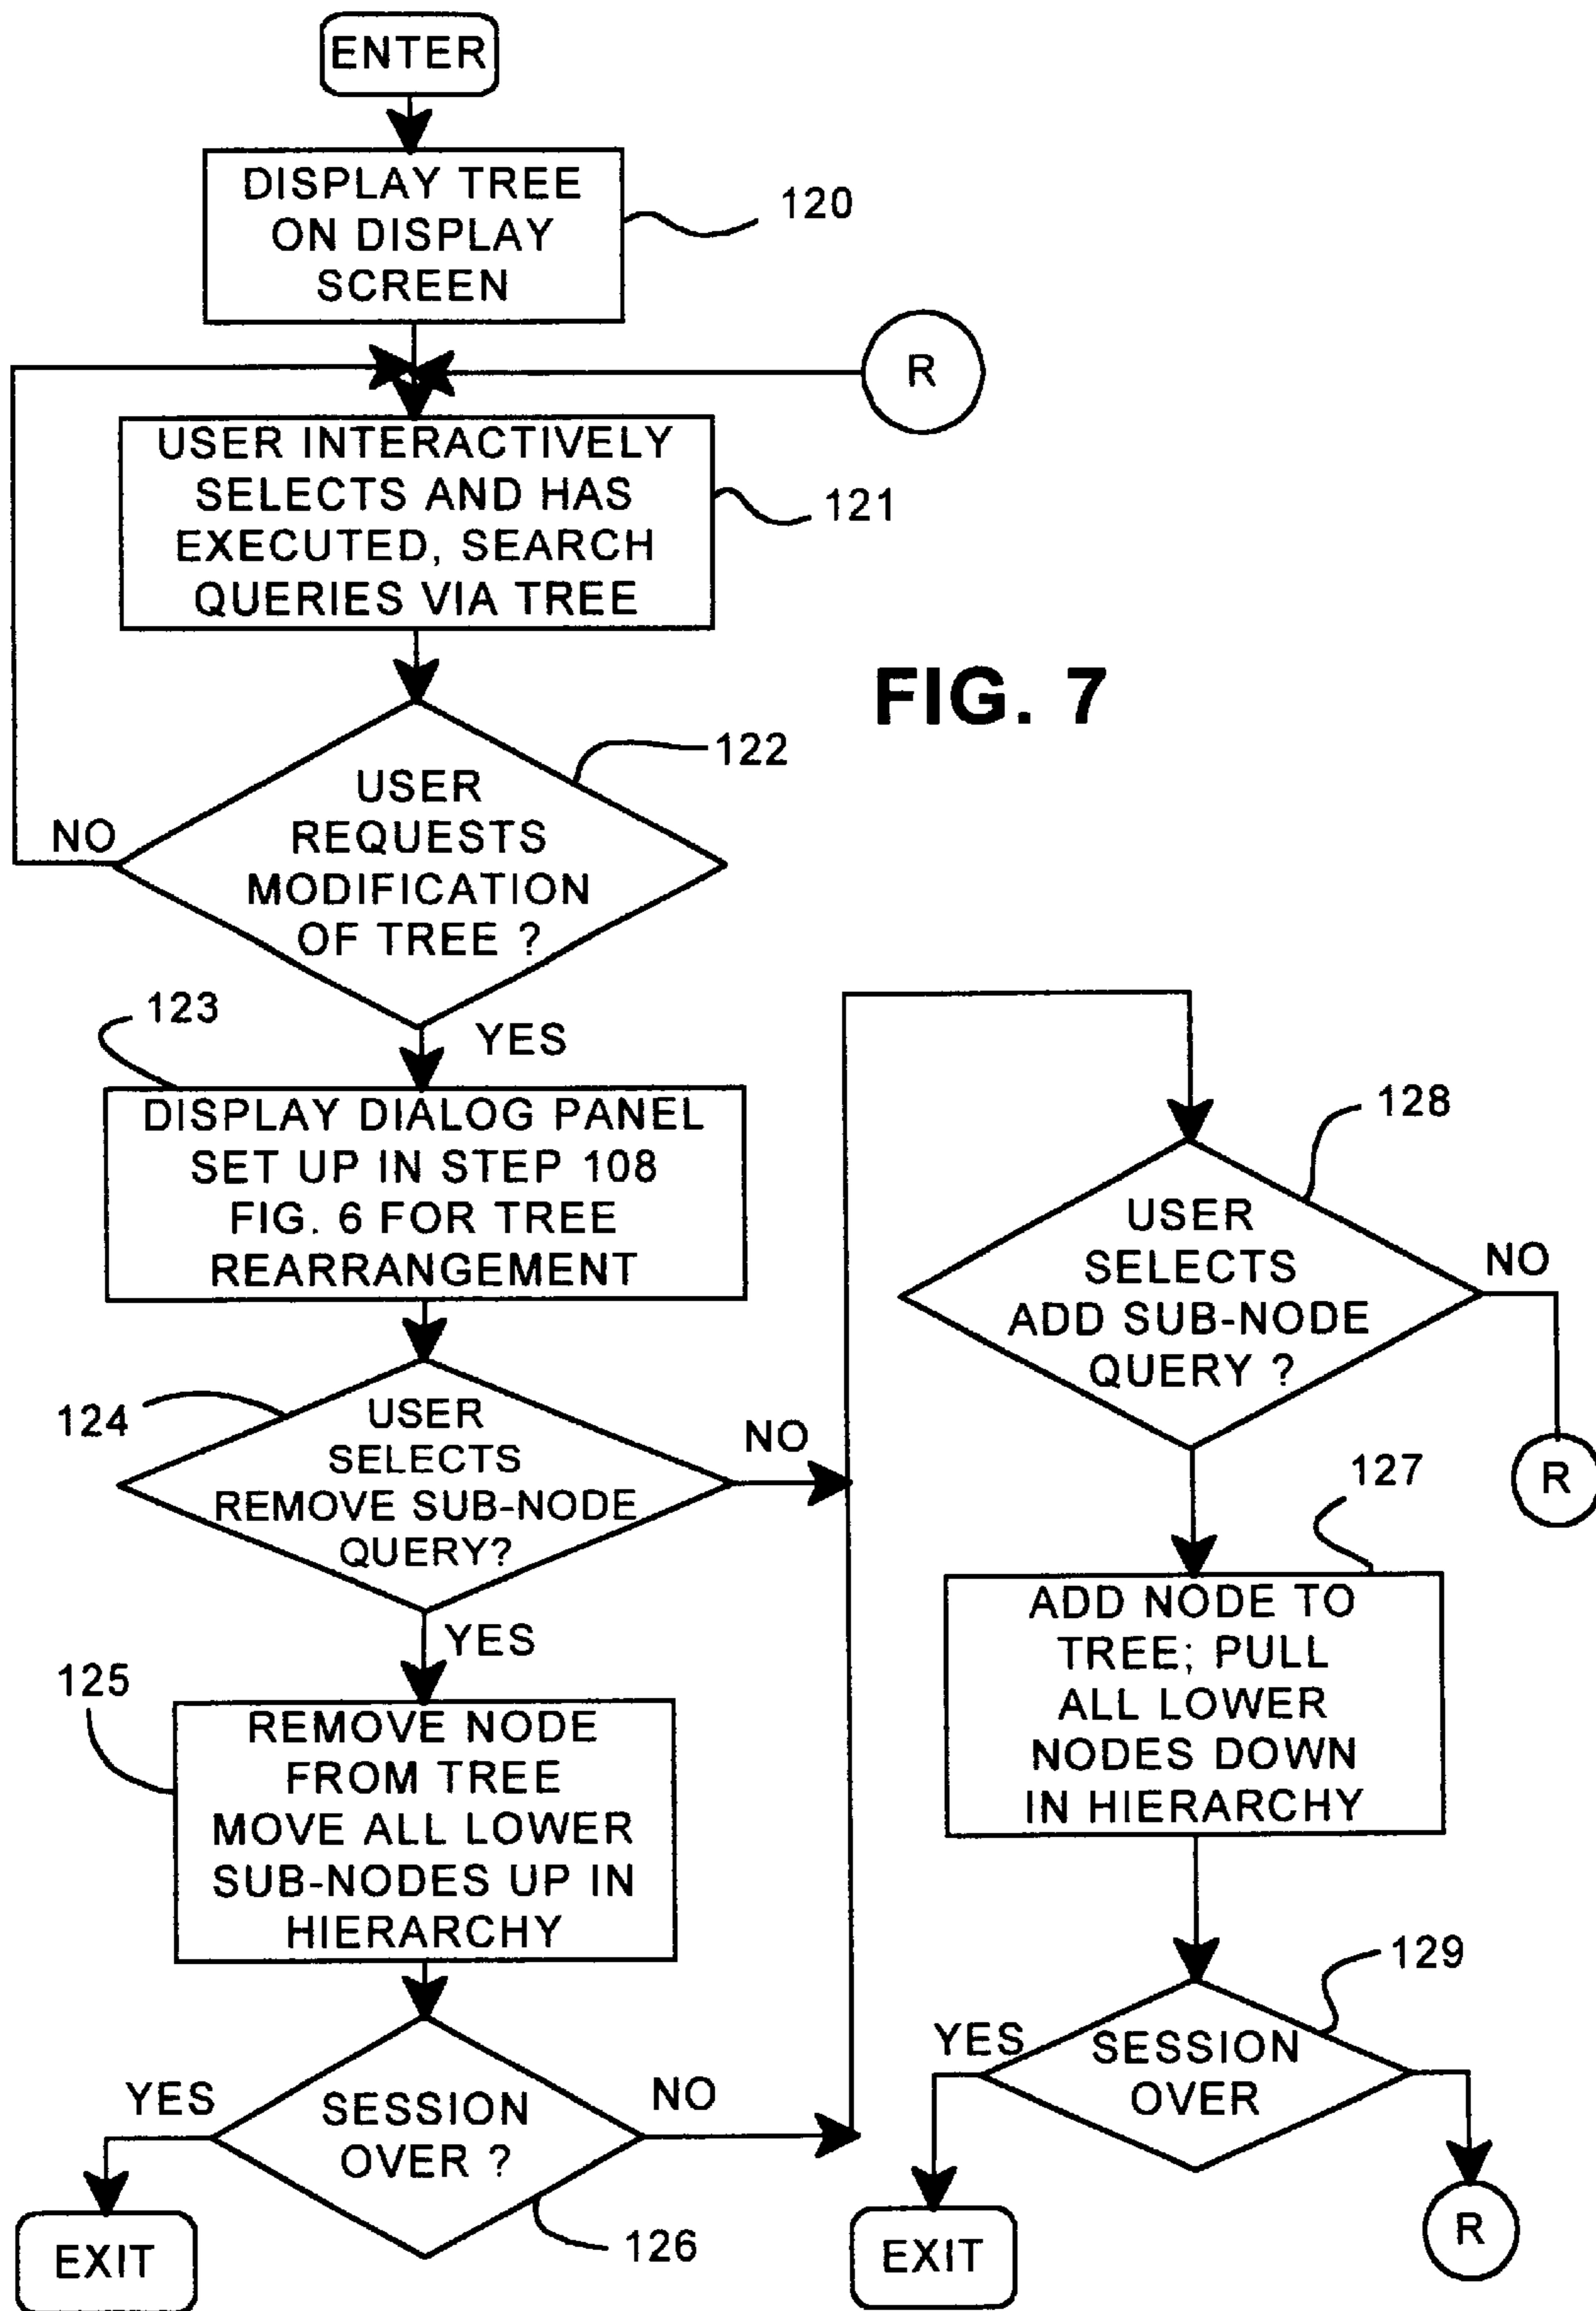 ENTER
DISPLAY TREE
ON DISPLAY
SCREEN
120
R
USER INTERACTIVELY
SELECTS AND HAS
EXECUTED, SEARCH
QUERIES VIA TREE
121
FIG. 7
122
USER
REQUESTS
MODIFICATION
OF TREE ?
NO
YES
123
DISPLAY DIALOG PANEL
SET UP IN STEP 108
FIG. 6 FOR TREE
REARRANGEMENT
124
USER
SELECTS
REMOVE SUB-NODE
QUERY?
NO
YES
125
REMOVE NODE
FROM TREE
MOVE ALL LOWER
SUB-NODES UP IN
HIERARCHY
YES
SESSION
OVER ?
NO
126
EXIT
128
USER
SELECTS
ADD SUB-NODE
QUERY ?
NO
R
127
ADD NODE TO
TREE; PULL
ALL LOWER
NODES DOWN
IN HIERARCHY
129
YES
SESSION
OVER
EXIT
R